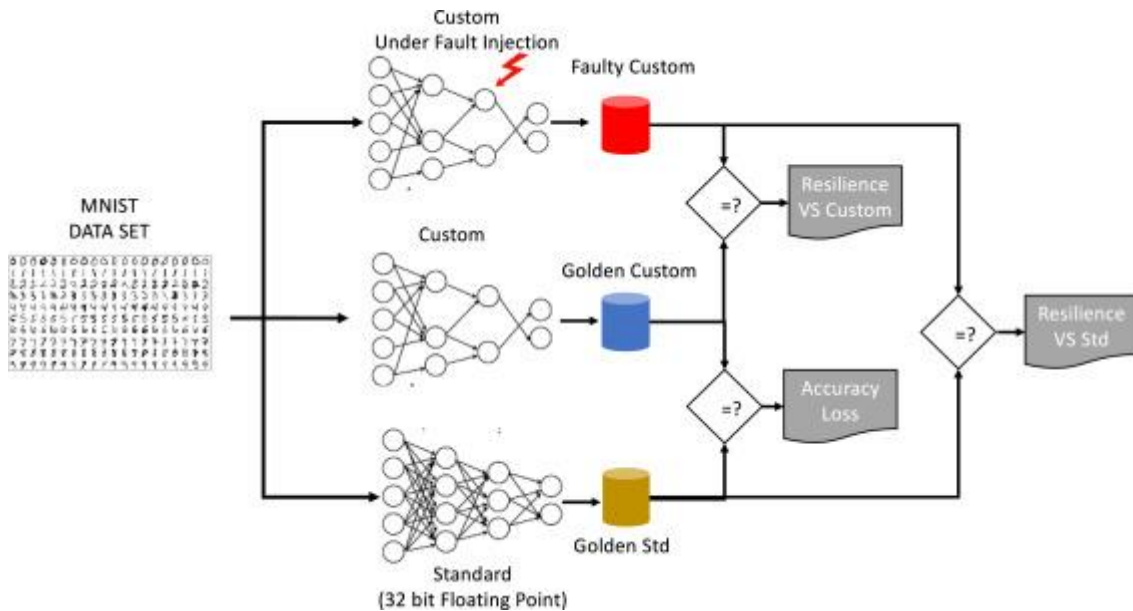 Custom
Under Fault Injection
Faulty Custom
=?
Resilience
VS Custom
MNIST
DATA SET
Custom
Golden Custom
=?
Resilience
VS Std
=?
Accuracy
Loss
Golden Std
Standard
(32 bit Floating Point)